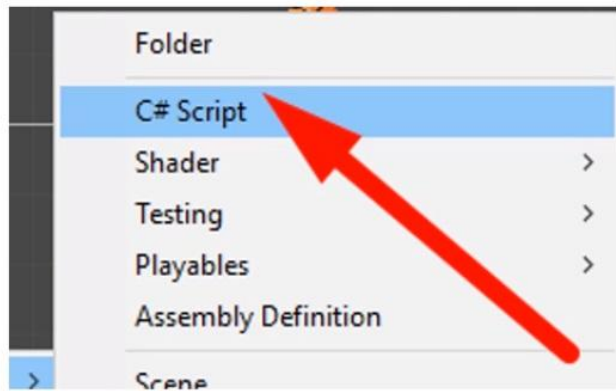 Folder
C# Script
Shader
Testing
Playables
Assembly Definition
Scene